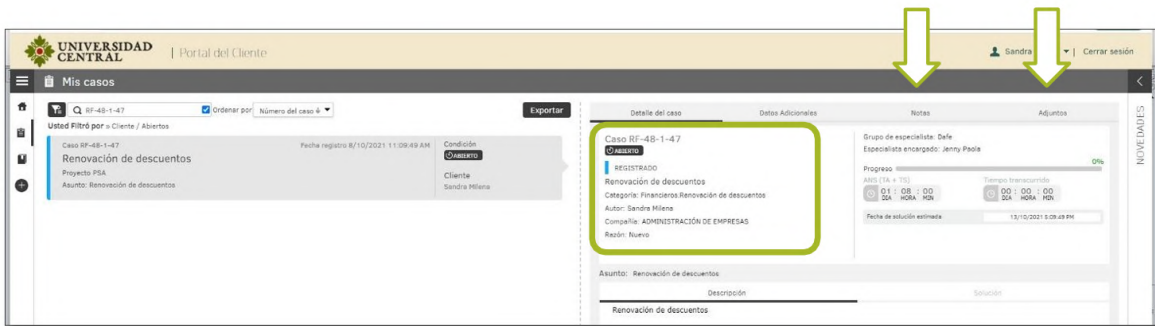 UNIVERSIDAD
CENTRAL
Portal del Cliente
Sandra
Cerrar sesión
Mis casos
RF-48-1-47
Ordenar por
Número del caso
Exportar
Usted Filtró por » Cliente / Abiertos
Caso RF-48-1-47
Fecha registro 8/10/2021 11:09:49 AM
Renovación de descuentos
Proyecto PSA
Asunto: Renovación de descuentos
Condición
ABIERTO
Cliente
Sandra Milena
Detalle del caso
Datos Adicionales
Notas
Adjuntos
Caso RF-48-1-47
ABIERTO
REGISTRADO
Renovación de descuentos
Categoría: Financieros.Renovación de descuentos
Autor: Sandra Milena
Compañía: ADMINISTRACIÓN DE EMPRESAS
Razón: Nuevo
Grupo de especialista: Dafe
Especialista encargado: Jenny Paola
Progreso
0%
ANS (TA + TS)
01 : 08 : 00
DIA HORA MIN
Tiempo transcurrido
00 : 00 : 00
DIA HORA MIN
Fecha de solución estimada
13/10/2021 5:09:49 PM
Asunto: Renovación de descuentos
Descripción
Solución
Renovación de descuentos
NOVEDADES